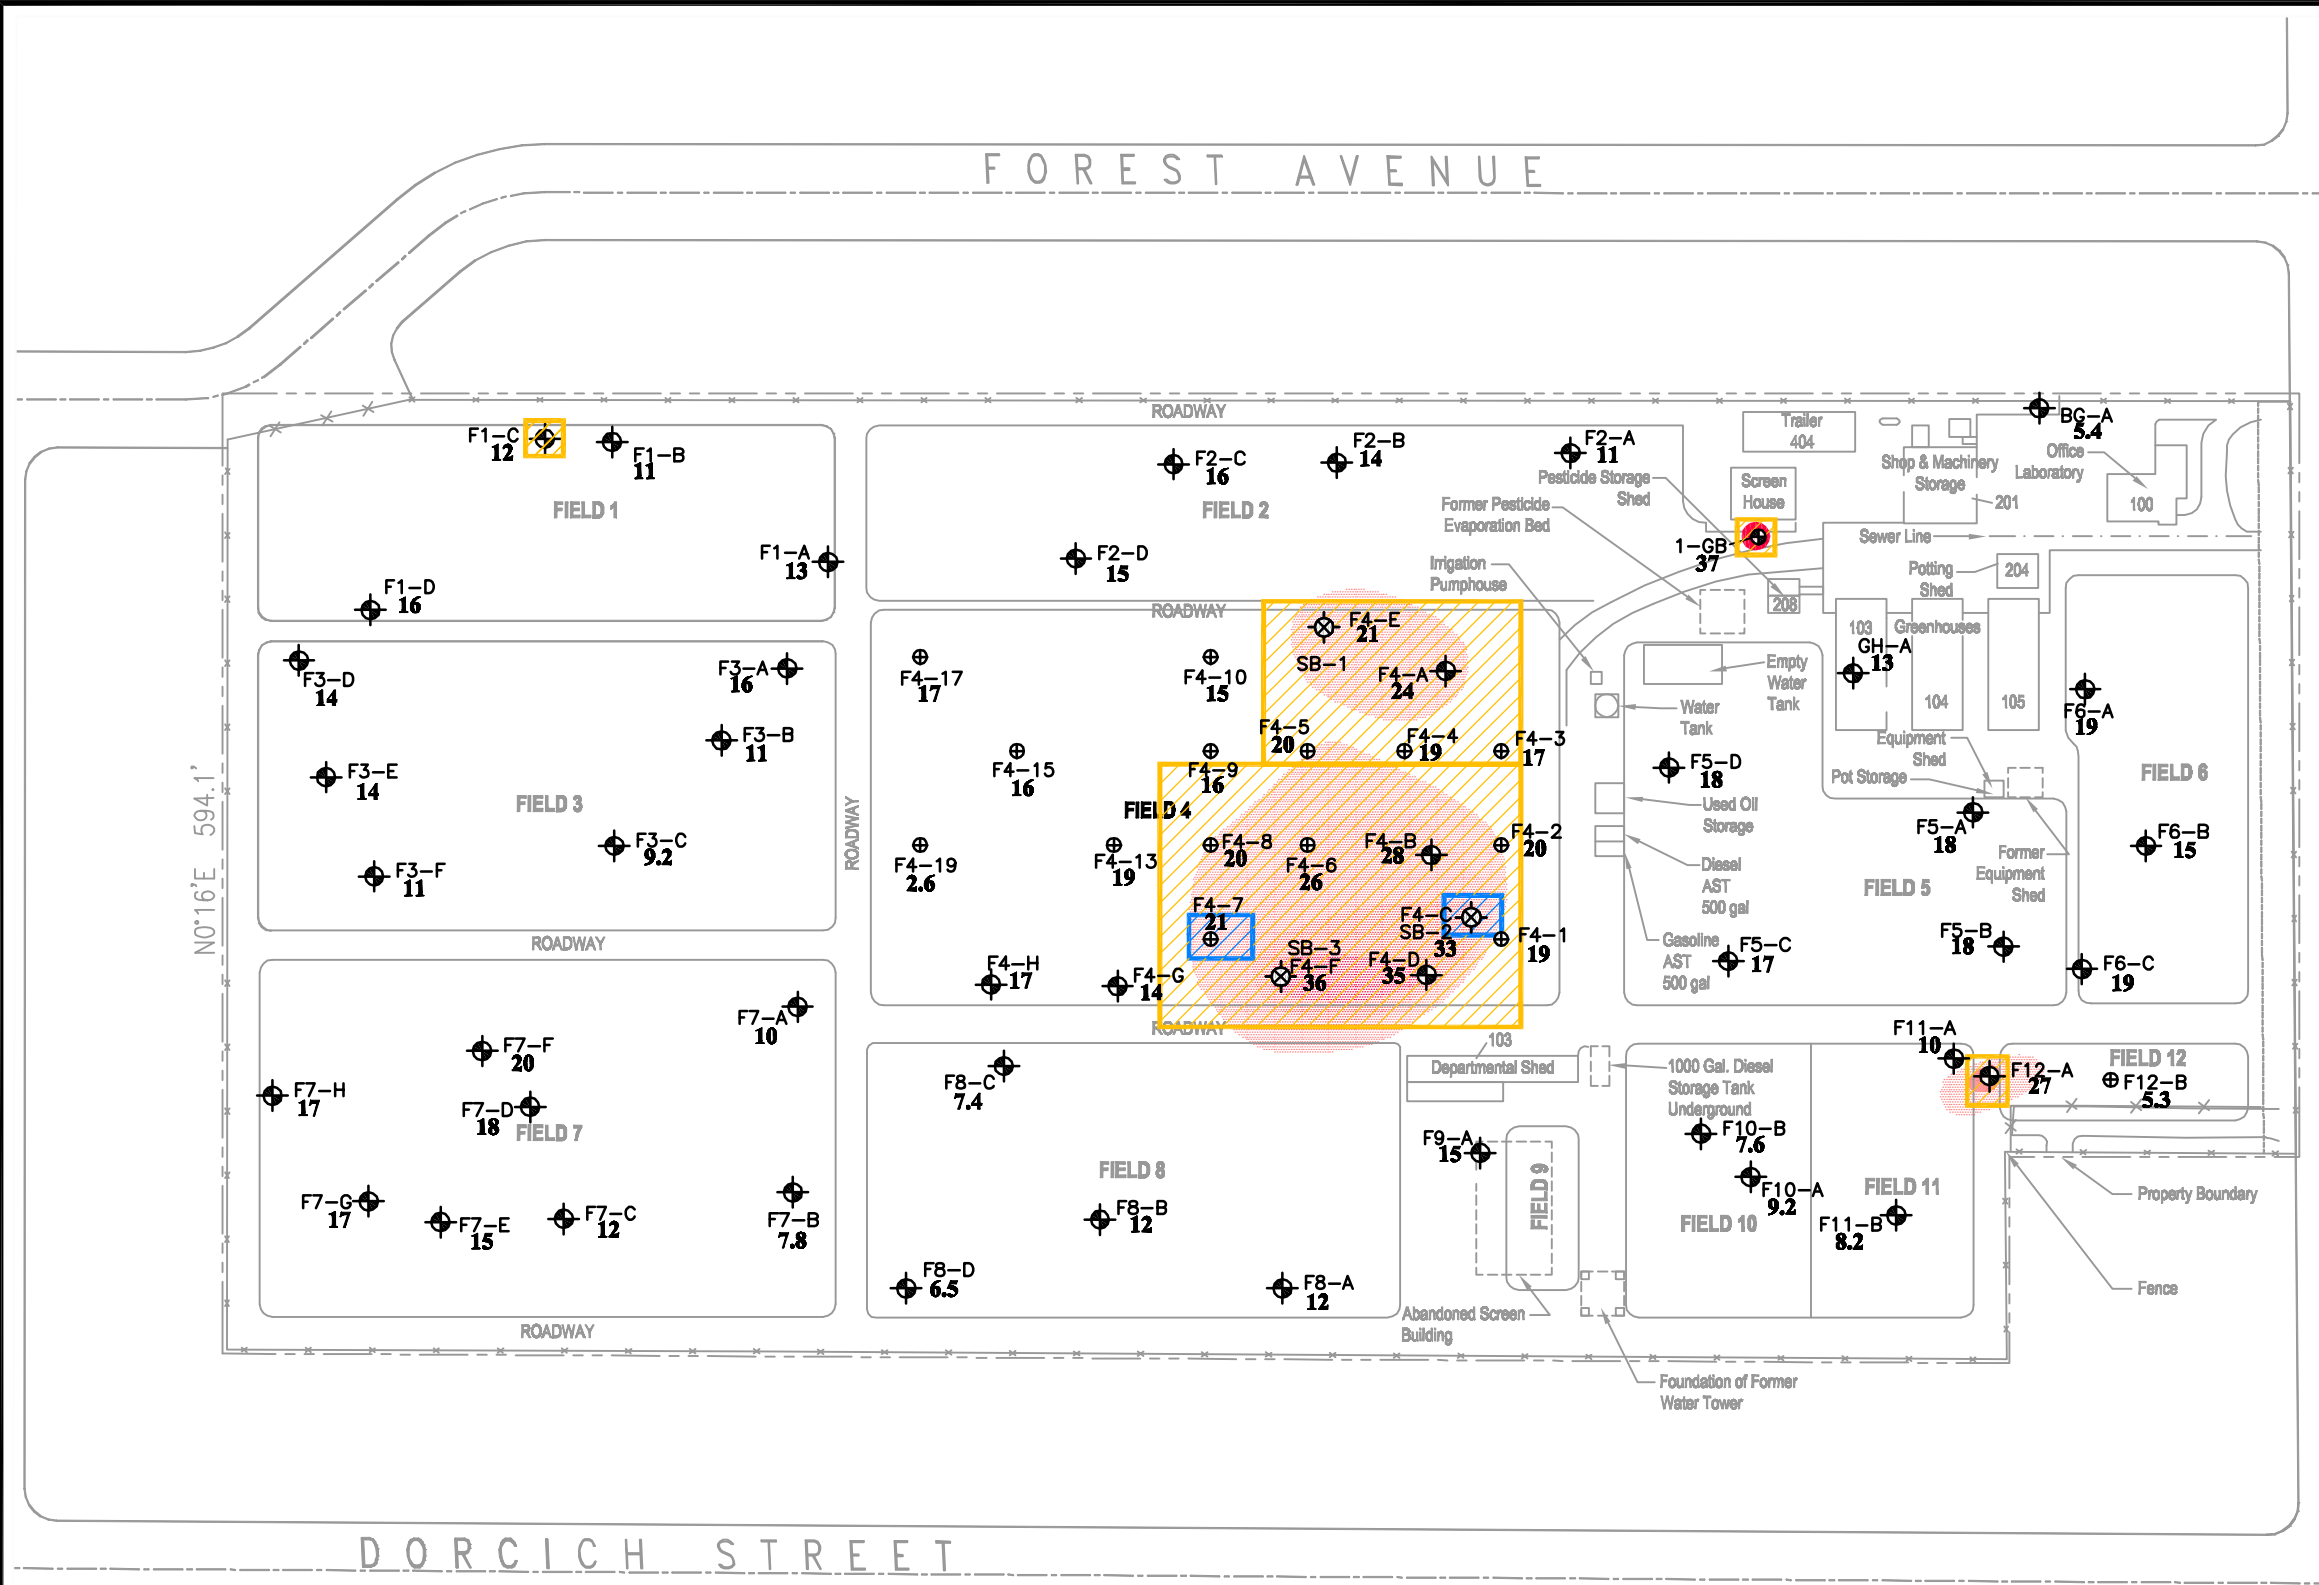 FOREST AVENUE
ROADWAY
F1-C
12
F1-B
11
FIELD 1
F1-A
13
F1-D
16
F2-C
16
F2-B
14
F2-A
11
FIELD 2
F2-D
15
Pesticide Storage
Shed
Former Pesticide
Evaporation Bed
Irrigation
Pumphouse
Trailer
404
Screen
House
1-GB
37
208
Shop & Machinery
Storage
201
BG-A
5.4
Office
Laboratory
100
Sewer Line
Potting
Shed
204
103
Greenhouses
GH-A
13
104
105
ROADWAY
F3-D
14
F3-A
16
F3-B
11
F3-E
14
FIELD 3
F3-C
9.2
F3-F
11
ROADWAY
N0°16'E 594.1'
ROADWAY
F4-17
17
F4-10
15
F4-E
21
SB-1
F4-A
24
F4-15
16
F4-9
16
F4-5
20
F4-4
19
F4-3
17
FIELD 4
F4-19
2.6
F4-13
19
F4-8
20
F4-6
26
F4-B
28
F4-2
20
F4-7
21
F4-C
SB-2
33
F4-1
19
F4-H
17
F4-G
14
SB-3
F4-F
36
F4-D
35
ROADWAY
Empty
Water
Tank
Water
Tank
F5-D
18
Used Oil
Storage
Diesel
AST
500 gal
Gasoline
AST
500 gal
F5-C
17
Equipment
Shed
Pot Storage
F5-A
18
Former
Equipment
Shed
FIELD 5
F5-B
18
F6-A
19
FIELD 6
F6-B
15
F6-C
19
F7-A
10
F7-F
20
F7-H
17
F7-D
18
FIELD 7
F7-G
17
F7-E
15
F7-C
12
F7-B
7.8
ROADWAY
F8-C
7.4
FIELD 8
F8-B
12
F8-D
6.5
F8-A
12
103
Departmental Shed
F9-A
15
FIELD 9
Abandoned Screen
Building
1000 Gal. Diesel
Storage Tank
Underground
F10-B
7.6
F10-A
9.2
FIELD 10
F11-A
10
FIELD 11
F11-B
8.2
F12-A
27
FIELD 12
F12-B
5.3
Property Boundary
Fence
Foundation of Former
Water Tower
DORCICH STREET